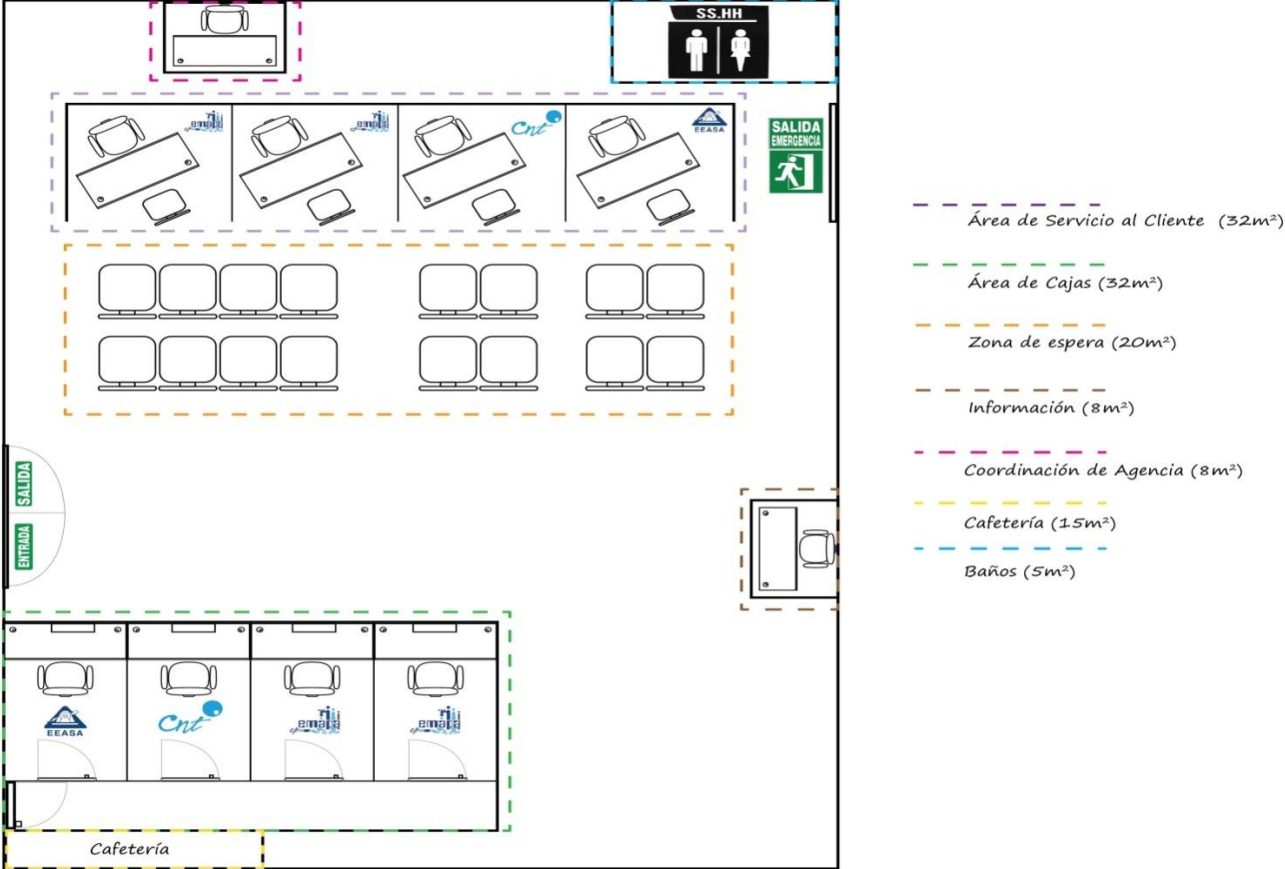 SS.HH
emapa
emapa
Cnt
EEASA
SALIDA
EMERGENCIA
SALIDA
ENTRADA
EEASA
Cnt
emapa
emapa
Cafetería
Área de Servicio al Cliente (32m²)
Área de Cajas (32m²)
Zona de espera (20m²)
Información (8m²)
Coordinación de Agencia (8m²)
Cafetería (15m²)
Baños (5m²)